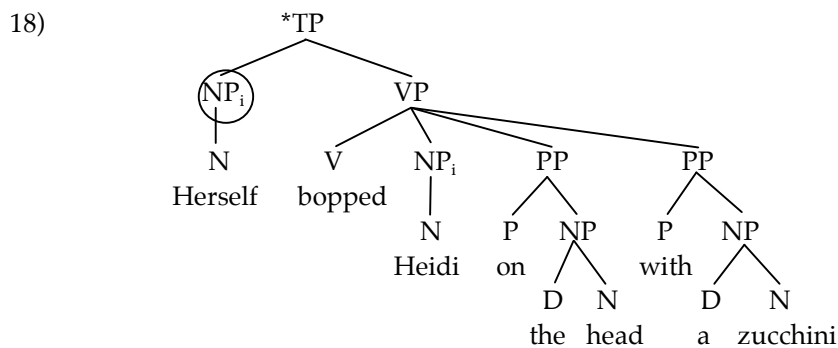 18) *TP
NPi VP
N V NPi PP PP
Herself bopped
N P NP P NP
Heidi on with
D N D N
the head a zucchini